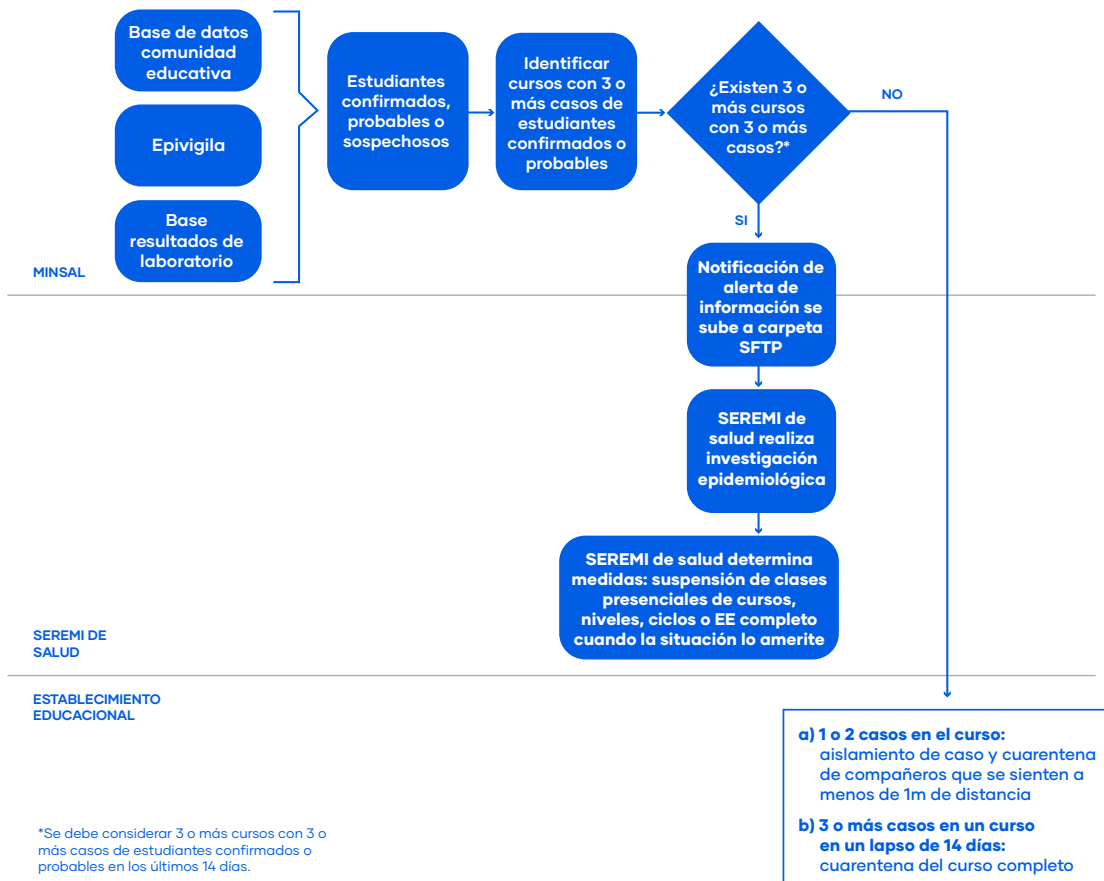 Base de datos
comunidad
educativa
Epivigila
Base
resultados de
laboratorio
MINSAL
Estudiantes
confirmados,
probables o
sospechosos
Identificar
cursos con 3 o
más casos de
estudiantes
confirmados o
probables
¿Existen 3 o
más cursos
con 3 o más
casos?*
NO
SI
Notificación de
alerta de
información se
sube a carpeta
SFTP
SEREMI de
salud realiza
investigación
epidemiológica
SEREMI de salud determina
medidas: suspensión de clases
presenciales de cursos,
niveles, ciclos o EE completo
cuando la situación lo amerite
SEREMI DE
SALUD
ESTABLECIMIENTO
EDUCACIONAL
a) 1 o 2 casos en el curso:
aislamiento de caso y cuarentena
de compañeros que se sienten a
menos de 1m de distancia
b) 3 o más casos en un curso
en un lapso de 14 días:
cuarentena del curso completo
*Se debe considerar 3 o más cursos con 3 o
más casos de estudiantes confirmados o
probables en los últimos 14 días.